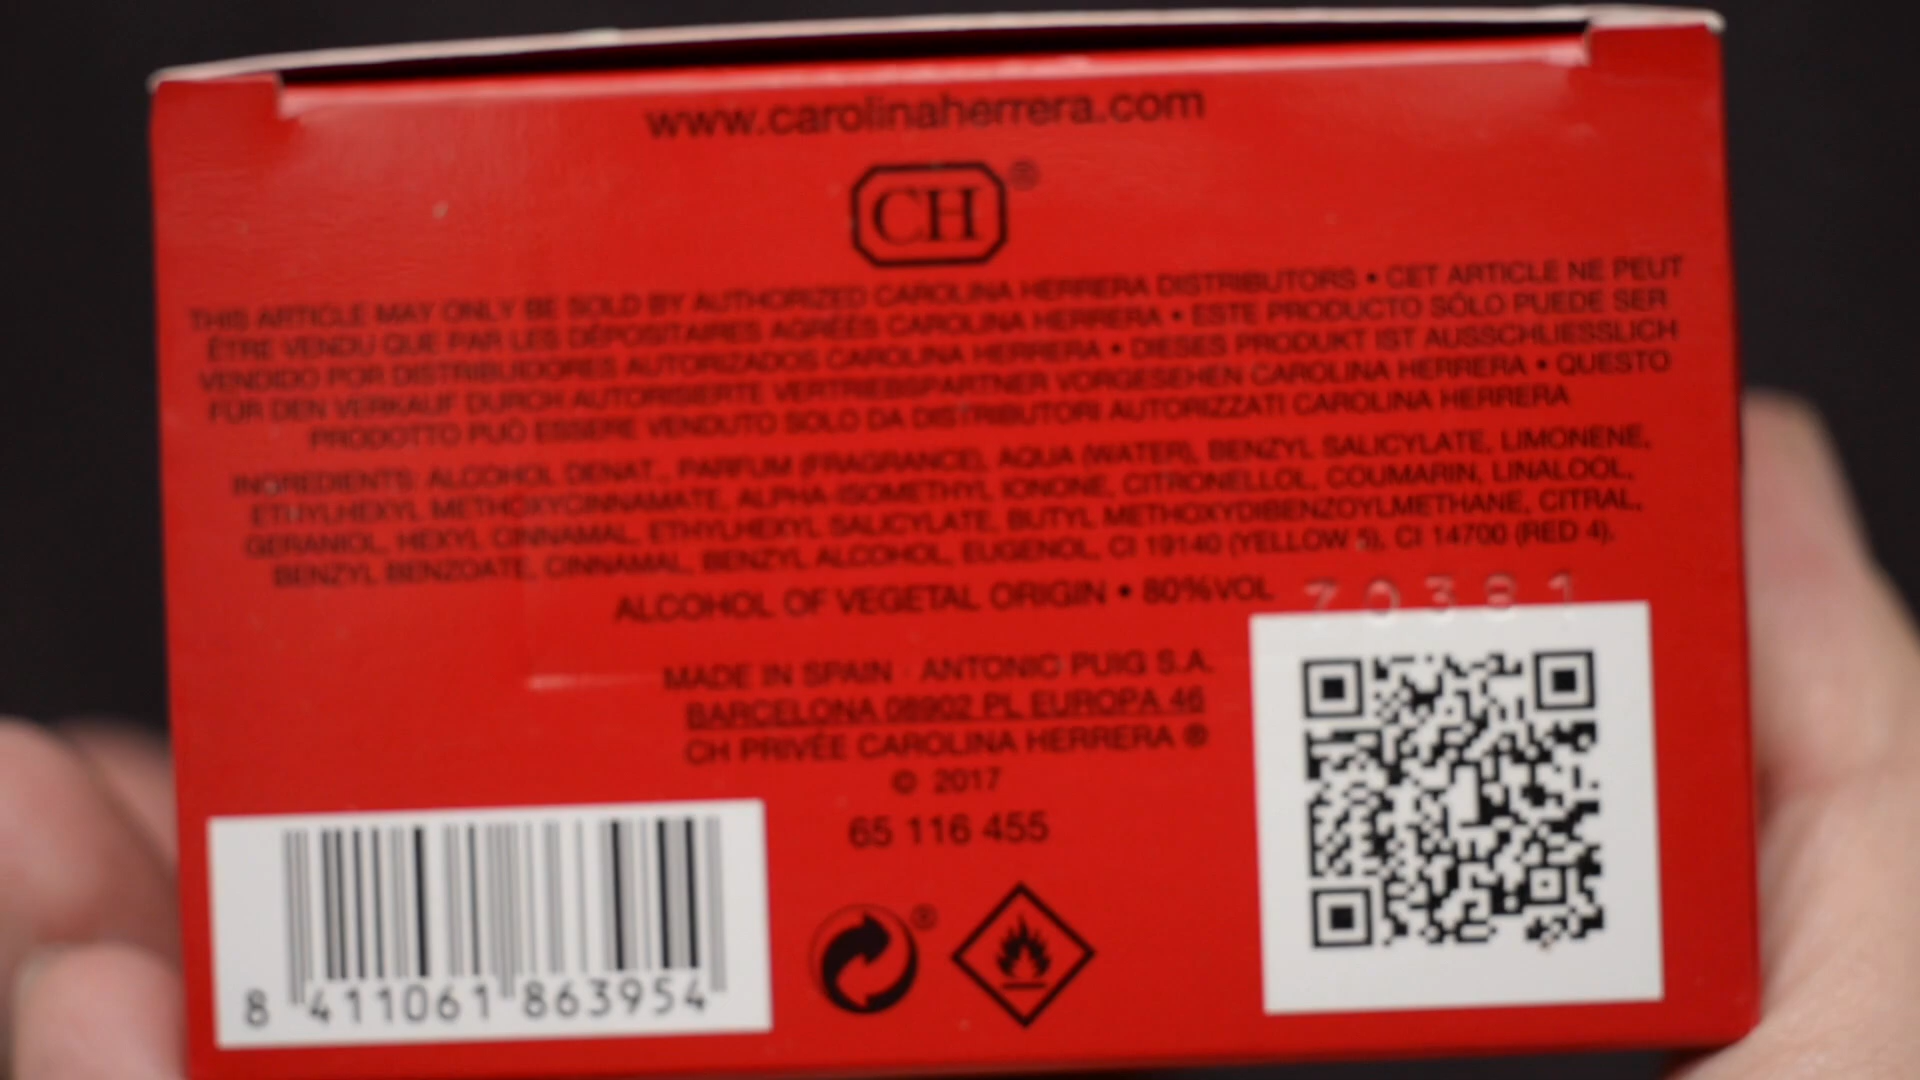 www.carolinaherrera.com
CH®
THIS ARTICLE MAY ONLY BE SOLD BY AUTHORIZED CAROLINA HERRERA DISTRIBUTORS • CET ARTICLE NE PEUT
ÊTRE VENDU QUE PAR LES DÉPOSITAIRES AGRÉÉS CAROLINA HERRERA • ESTE PRODUCTO SÓLO PUEDE SER
VENDIDO POR DISTRIBUIDORES AUTORIZADOS CAROLINA HERRERA • DIESES PRODUKT IST AUSSCHLIESSLICH
FÜR DEN VERKAUF DURCH AUTORISIERTE VERTRIEBSPARTNER VORGESEHEN CAROLINA HERRERA • QUESTO
PRODOTTO PUÒ ESSERE VENDUTO SOLO DA DISTRIBUTORI AUTORIZZATI CAROLINA HERRERA
INGREDIENTS: ALCOHOL DENAT., PARFUM (FRAGRANCE), AQUA (WATER), BENZYL SALICYLATE, LIMONENE,
ETHYLHEXYL METHOXYCINNAMATE, ALPHA-ISOMETHYL IONONE, CITRONELLOL, COUMARIN, LINALOOL,
GERANIOL, HEXYL CINNAMAL, ETHYLHEXYL SALICYLATE, BUTYL METHOXYDIBENZOYLMETHANE, CITRAL,
BENZYL BENZOATE, CINNAMAL, BENZYL ALCOHOL, EUGENOL, CI 19140 (YELLOW 5), CI 14700 (RED 4).
ALCOHOL OF VEGETAL ORIGIN • 80%VOL
70381
MADE IN SPAIN · ANTONIO PUIG S.A.
BARCELONA 08902 PL EUROPA 46
CH PRIVÉE CAROLINA HERRERA ®
© 2017
65 116 455
®
8 411061 863954